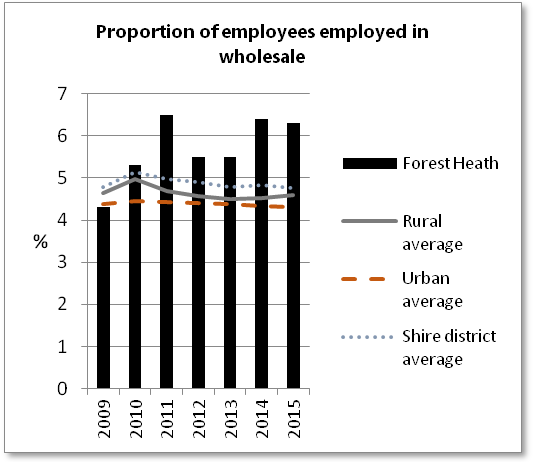 Proportion of employees employed in
wholesale
7
6
5
4
3
2
1
0
%
2009
2010
2011
2012
2013
2014
2015
Forest Heath
Rural
average
Urban
average
Shire district
average